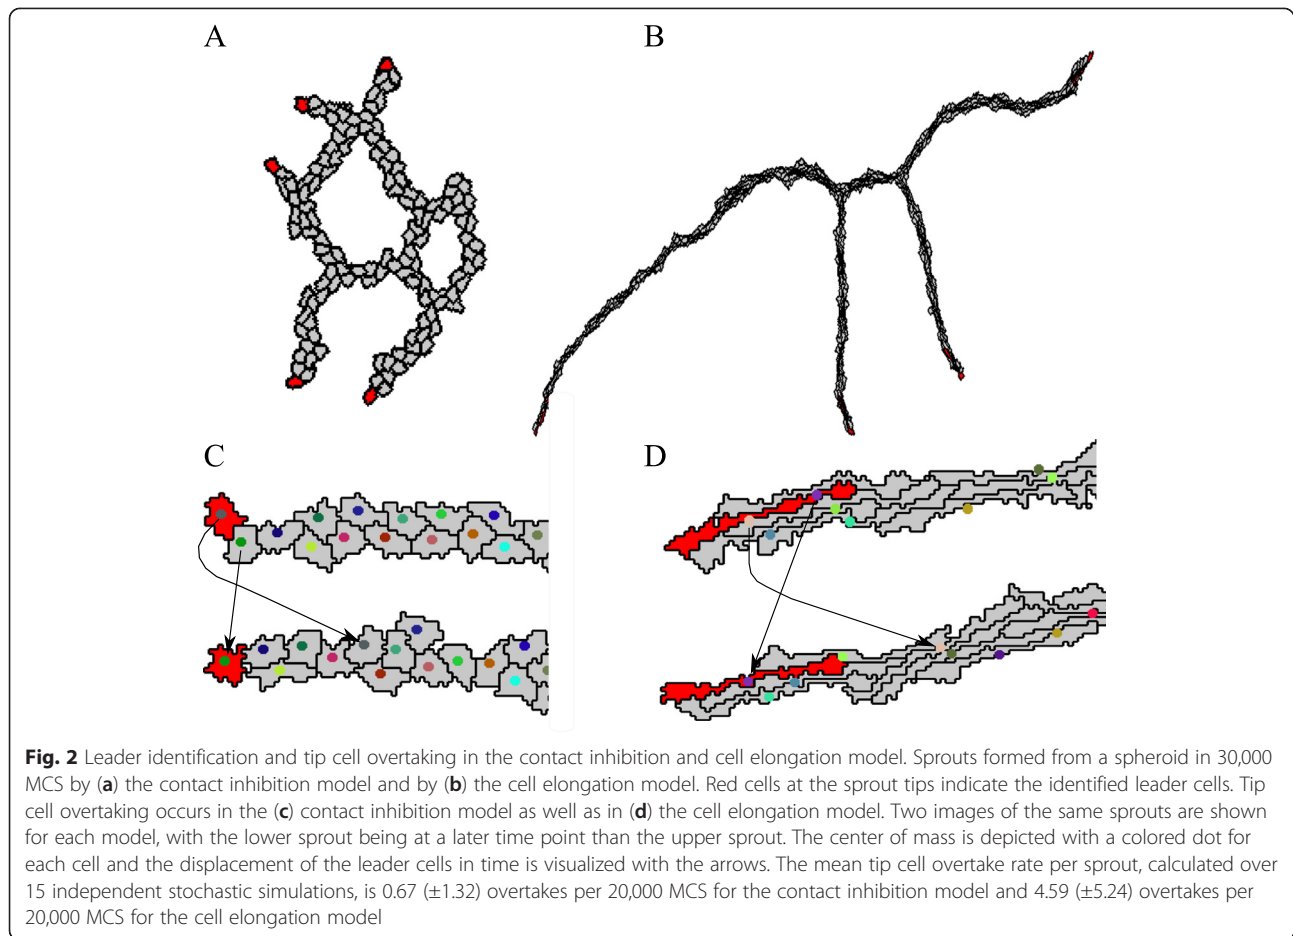 A
B
C
D
Fig. 2 Leader identification and tip cell overtaking in the contact inhibition and cell elongation model. Sprouts formed from a spheroid in 30,000
MCS by (a) the contact inhibition model and by (b) the cell elongation model. Red cells at the sprout tips indicate the identified leader cells. Tip
cell overtaking occurs in the (c) contact inhibition model as well as in (d) the cell elongation model. Two images of the same sprouts are shown
for each model, with the lower sprout being at a later time point than the upper sprout. The center of mass is depicted with a colored dot for
each cell and the displacement of the leader cells in time is visualized with the arrows. The mean tip cell overtake rate per sprout, calculated over
15 independent stochastic simulations, is 0.67 (±1.32) overtakes per 20,000 MCS for the contact inhibition model and 4.59 (±5.24) overtakes per
20,000 MCS for the cell elongation model